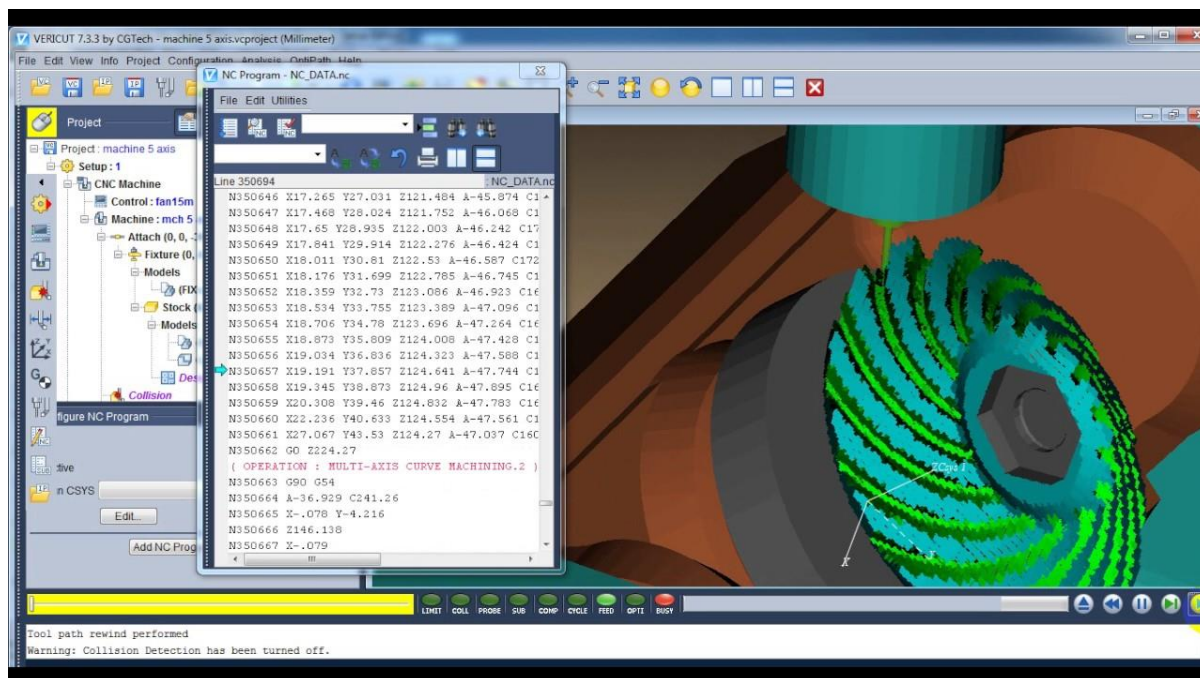 VERICUT 7.3.3 by CGTech - machine 5 axis.vcproject (Millimeter)
File Edit View Info Project Configuration Analysis OptiPath Help
NC Program - NC_DATA.nc
File Edit Utilities
Project
Project : machine 5 axis
Setup : 1
CNC Machine
Control : fan15m
Machine : mch 5
Attach (0, 0, -
Fixture (0,
Models
(FIX
Stock (
Models
Des
Collision
Line 350694 : NC_DATA.nc
N350646 X17.265 Y27.031 Z121.484 A-45.874 C1
N350647 X17.468 Y28.024 Z121.752 A-46.068 C1
N350648 X17.65 Y28.935 Z122.003 A-46.242 C17
N350649 X17.841 Y29.914 Z122.276 A-46.424 C1
N350650 X18.011 Y30.81 Z122.53 A-46.587 C172
N350651 X18.176 Y31.699 Z122.785 A-46.745 C1
N350652 X18.359 Y32.73 Z123.086 A-46.923 C16
N350653 X18.534 Y33.755 Z123.389 A-47.096 C1
N350654 X18.706 Y34.78 Z123.696 A-47.264 C16
N350655 X18.873 Y35.809 Z124.008 A-47.428 C1
N350656 X19.034 Y36.836 Z124.323 A-47.588 C1
N350657 X19.191 Y37.857 Z124.641 A-47.744 C1
N350658 X19.345 Y38.873 Z124.96 A-47.895 C16
N350659 X20.308 Y39.46 Z124.832 A-47.783 C16
N350660 X22.236 Y40.633 Z124.554 A-47.561 C1
N350661 X27.067 Y43.53 Z124.27 A-47.037 C160
N350662 G0 Z224.27
( OPERATION : MULTI-AXIS CURVE MACHINING.2 )
N350663 G90 G54
N350664 A-36.929 C241.26
N350665 X-.078 Y-4.216
N350666 Z146.138
N350667 X-.079
figure NC Program
tive
n CSYS
Edit...
Add NC Prog
ZCsys 1
X
LIMIT COLL PROBE SUB COMP CYCLE FEED OPTI BUSY
Tool path rewind performed
Warning: Collision Detection has been turned off.